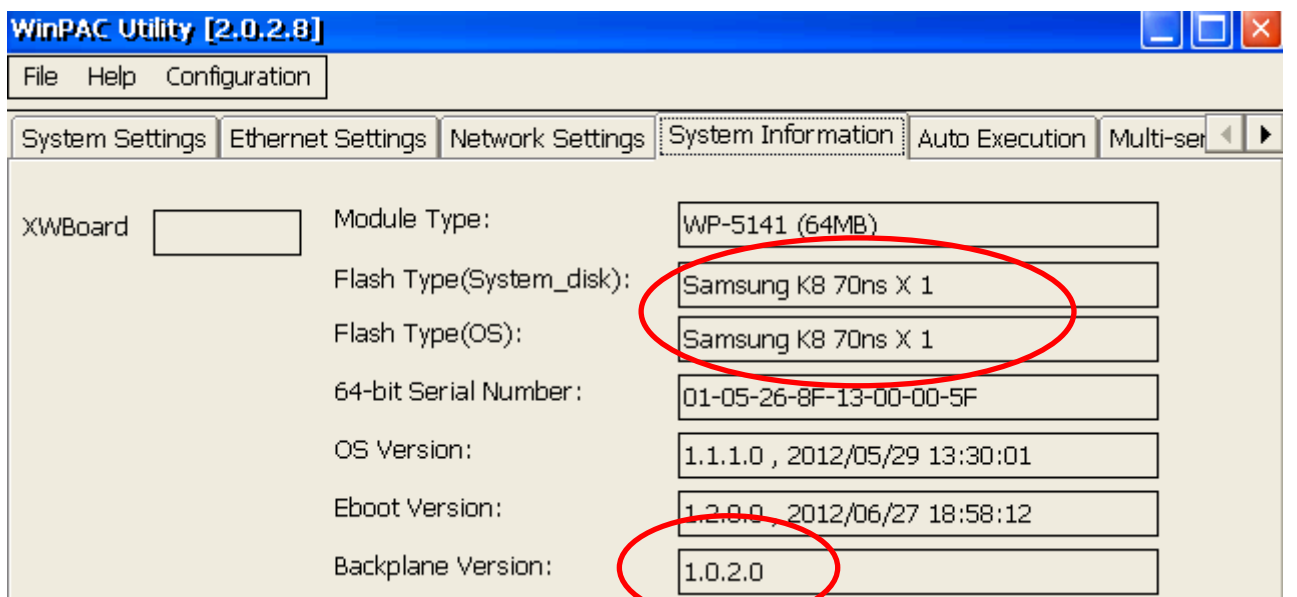 WinPAC Utility [2.0.2.8]
File Help Configuration
System Settings Ethernet Settings Network Settings System Information Auto Execution Multi-ser
XWBoard
Module Type: WP-5141 (64MB)
Flash Type(System_disk): Samsung K8 70ns X 1
Flash Type(OS): Samsung K8 70ns X 1
64-bit Serial Number: 01-05-26-8F-13-00-00-5F
OS Version: 1.1.1.0 , 2012/05/29 13:30:01
Eboot Version: 1.2.0.0 , 2012/06/27 18:58:12
Backplane Version: 1.0.2.0